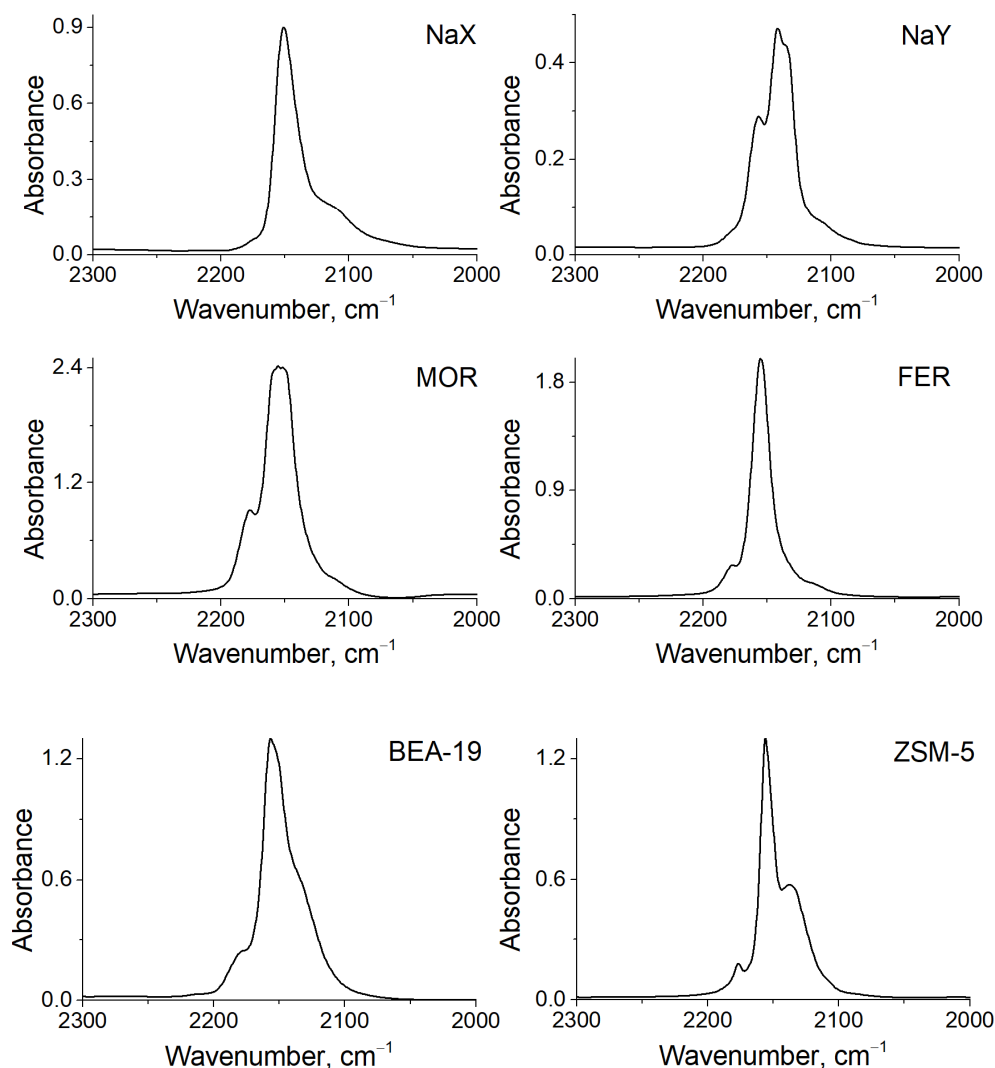 NaX
0.9
0.6
0.3
0.0
Absorbance
2300 2200 2100 2000
Wavenumber, cm⁻¹
NaY
0.4
0.2
0.0
Absorbance
2300 2200 2100 2000
Wavenumber, cm⁻¹
MOR
2.4
1.2
0.0
Absorbance
2300 2200 2100 2000
Wavenumber, cm⁻¹
FER
1.8
0.9
0.0
Absorbance
2300 2200 2100 2000
Wavenumber, cm⁻¹
BEA-19
1.2
0.6
0.0
Absorbance
2300 2200 2100 2000
Wavenumber, cm⁻¹
ZSM-5
1.2
0.6
0.0
Absorbance
2300 2200 2100 2000
Wavenumber, cm⁻¹